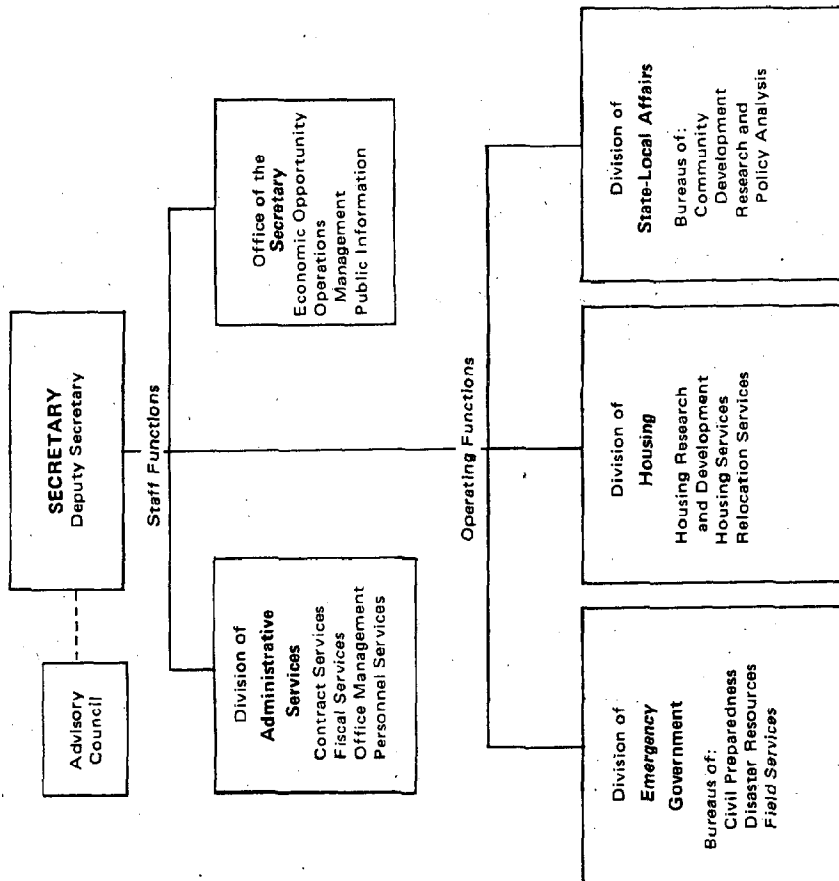 SECRETARY
Deputy Secretary
Advisory
Council
Staff Functions
Division of
Administrative
Services
Contract Services
Fiscal Services
Office Management
Personnel Services
Office of the
Secretary
Economic Opportunity
Operations
Management
Public Information
Operating Functions
Division of
Emergency
Government
Bureaus of:
Civil Preparedness
Disaster Resources
Field Services
Division of
Housing
Housing Research
and Development
Housing Services
Relocation Services
Division of
State-Local Affairs
Bureaus of:
Community
Development
Research and
Policy Analysis